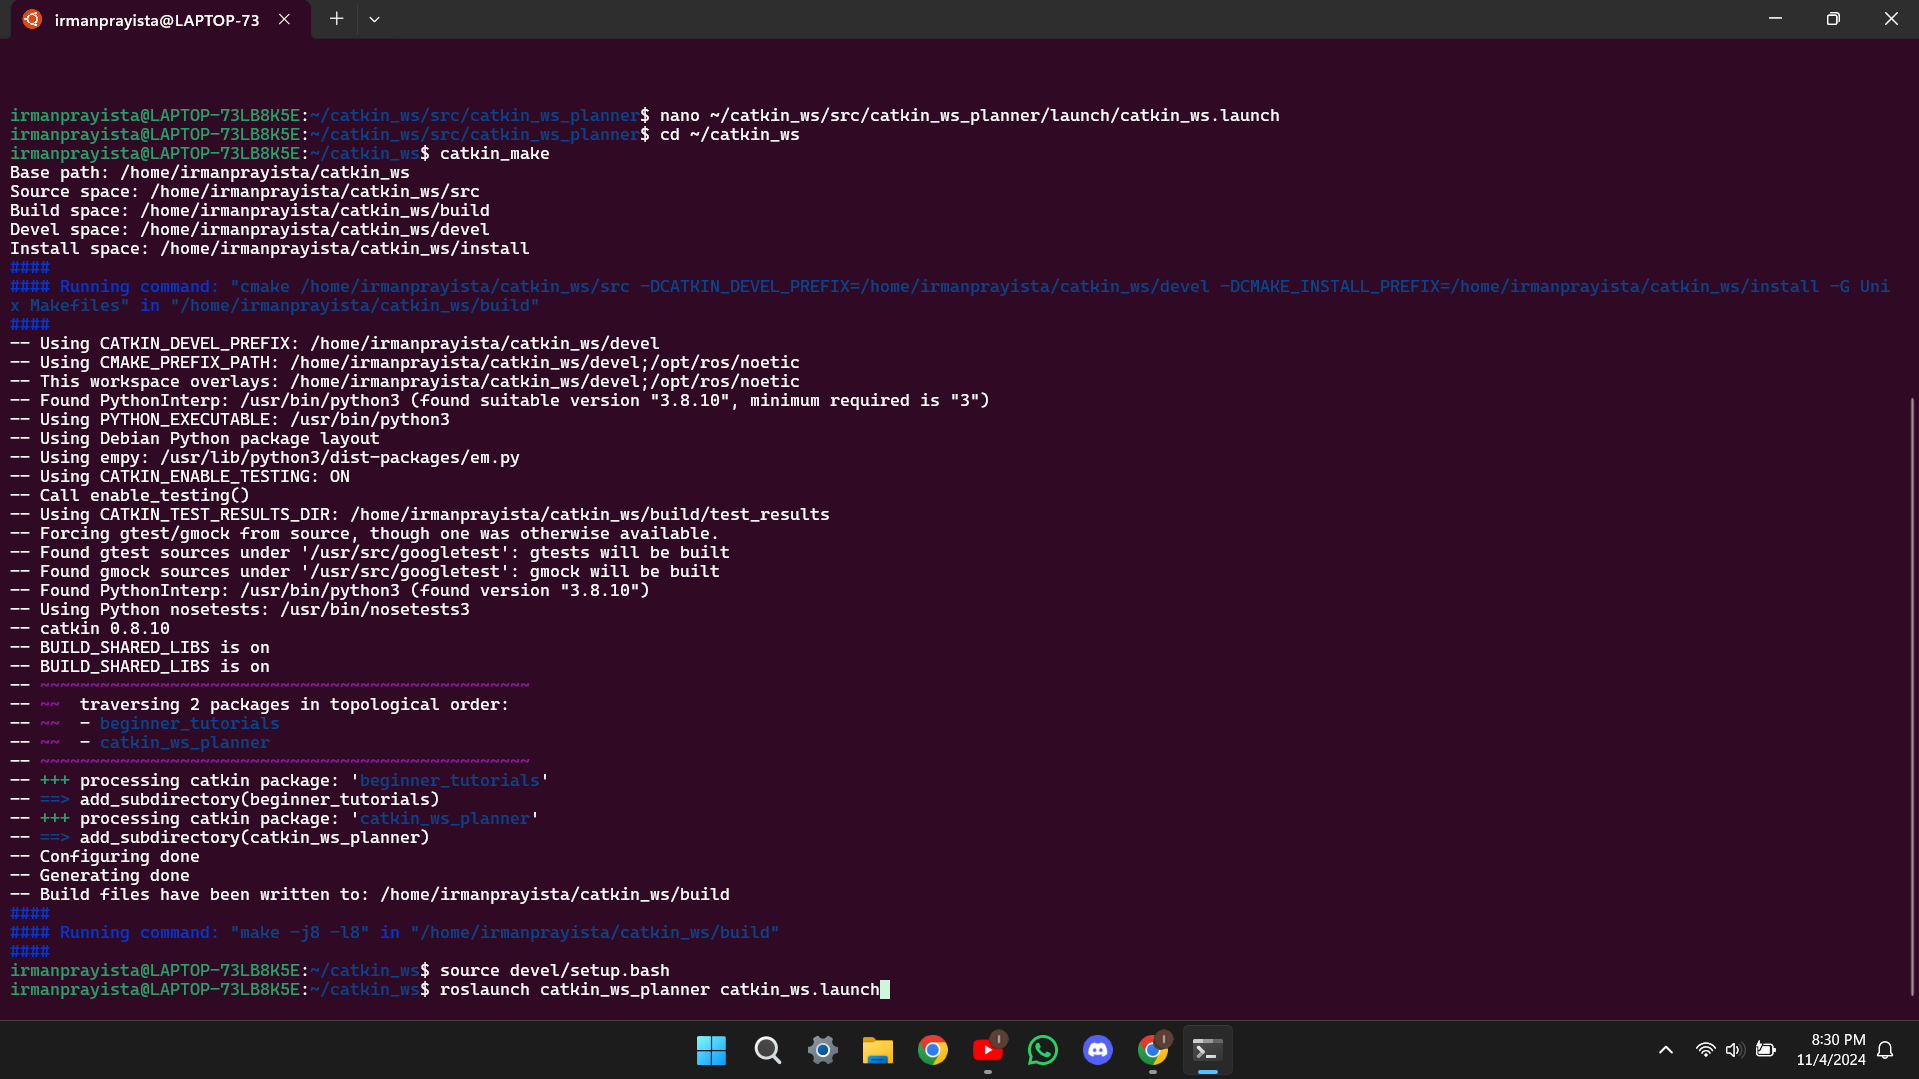 irmanprayista@LAPTOP-73
irmanprayista@LAPTOP-73LB8K5E:~/catkin_ws/src/catkin_ws_planner$ nano ~/catkin_ws/src/catkin_ws_planner/launch/catkin_ws.launch
irmanprayista@LAPTOP-73LB8K5E:~/catkin_ws/src/catkin_ws_planner$ cd ~/catkin_ws
irmanprayista@LAPTOP-73LB8K5E:~/catkin_ws$ catkin_make
Base path: /home/irmanprayista/catkin_ws
Source space: /home/irmanprayista/catkin_ws/src
Build space: /home/irmanprayista/catkin_ws/build
Devel space: /home/irmanprayista/catkin_ws/devel
Install space: /home/irmanprayista/catkin_ws/install
####
#### Running command: "cmake /home/irmanprayista/catkin_ws/src -DCATKIN_DEVEL_PREFIX=/home/irmanprayista/catkin_ws/devel -DCMAKE_INSTALL_PREFIX=/home/irmanprayista/catkin_ws/install -G Uni
x Makefiles" in "/home/irmanprayista/catkin_ws/build"
####
-- Using CATKIN_DEVEL_PREFIX: /home/irmanprayista/catkin_ws/devel
-- Using CMAKE_PREFIX_PATH: /home/irmanprayista/catkin_ws/devel;/opt/ros/noetic
-- This workspace overlays: /home/irmanprayista/catkin_ws/devel;/opt/ros/noetic
-- Found PythonInterp: /usr/bin/python3 (found suitable version "3.8.10", minimum required is "3")
-- Using PYTHON_EXECUTABLE: /usr/bin/python3
-- Using Debian Python package layout
-- Using empy: /usr/lib/python3/dist-packages/em.py
-- Using CATKIN_ENABLE_TESTING: ON
-- Call enable_testing()
-- Using CATKIN_TEST_RESULTS_DIR: /home/irmanprayista/catkin_ws/build/test_results
-- Forcing gtest/gmock from source, though one was otherwise available.
-- Found gtest sources under '/usr/src/googletest': gtests will be built
-- Found gmock sources under '/usr/src/googletest': gmock will be built
-- Found PythonInterp: /usr/bin/python3 (found version "3.8.10")
-- Using Python nosetests: /usr/bin/nosetests3
-- catkin 0.8.10
-- BUILD_SHARED_LIBS is on
-- BUILD_SHARED_LIBS is on
-- ~~~~~~~~~~~~~~~~~~~~~~~~~~~~~~~~~~~~~~~~~~~~~~~~~
-- ~~  traversing 2 packages in topological order:
-- ~~  - beginner_tutorials
-- ~~  - catkin_ws_planner
-- ~~~~~~~~~~~~~~~~~~~~~~~~~~~~~~~~~~~~~~~~~~~~~~~~~
-- +++ processing catkin package: 'beginner_tutorials'
-- ==> add_subdirectory(beginner_tutorials)
-- +++ processing catkin package: 'catkin_ws_planner'
-- ==> add_subdirectory(catkin_ws_planner)
-- Configuring done
-- Generating done
-- Build files have been written to: /home/irmanprayista/catkin_ws/build
####
#### Running command: "make -j8 -l8" in "/home/irmanprayista/catkin_ws/build"
####
irmanprayista@LAPTOP-73LB8K5E:~/catkin_ws$ source devel/setup.bash
irmanprayista@LAPTOP-73LB8K5E:~/catkin_ws$ roslaunch catkin_ws_planner catkin_ws.launch
8:30 PM
11/4/2024